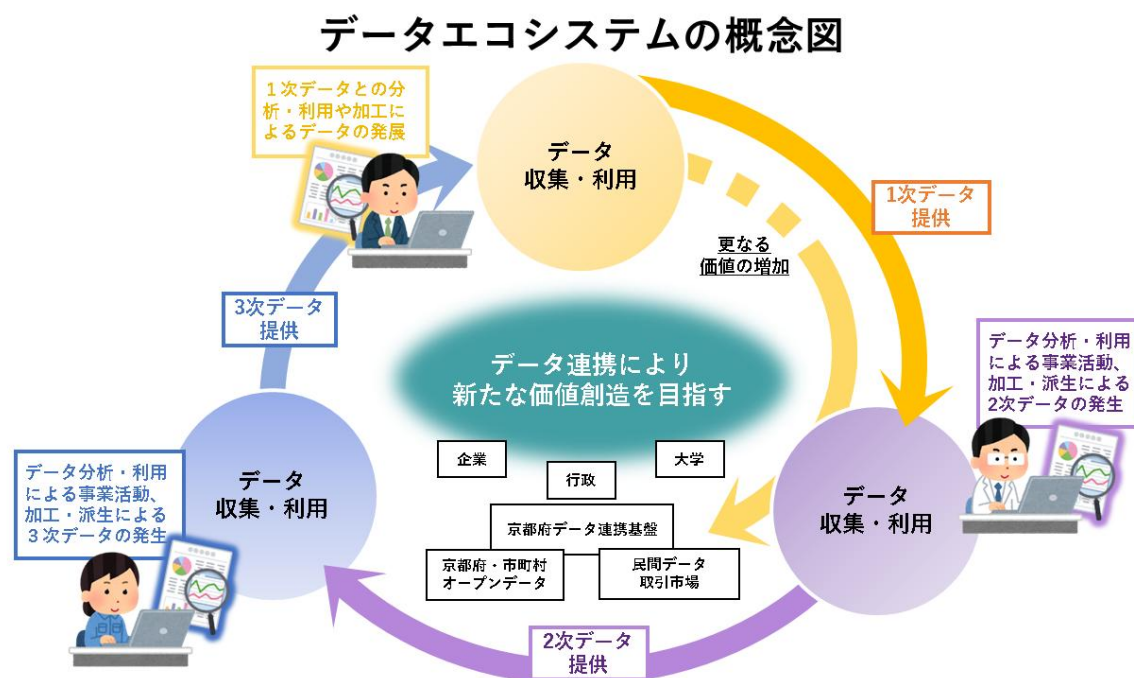 データエコシステムの概念図
１次データとの分
析・利用や加工に
よるデータの発展
データ
収集・利用
1次データ
提供
更なる
価値の増加
3次データ
提供
データ連携により
新たな価値創造を目指す
データ分析・利用
による事業活動、
加工・派生による
2次データの発生
企業
行政
大学
データ
収集・利用
データ
収集・利用
データ分析・利用
による事業活動、
加工・派生による
３次データの発生
京都府データ連携基盤
京都府・市町村
オープンデータ
民間データ
取引市場
2次データ
提供